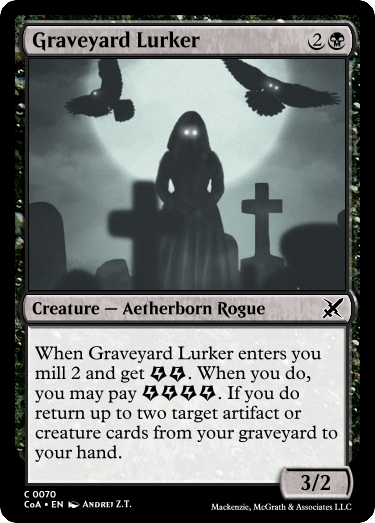 Graveyard Lurker 2
Creature — Aetherborn Rogue
When Graveyard Lurker enters you
mill 2 and get . When you do,
you may pay . If you do
return up to two target artifact or
creature cards from your graveyard to
your hand.
3/2
C 0070
CoA • EN Andrej Z.T.
Mackenzie, McGrath & Associates LLC